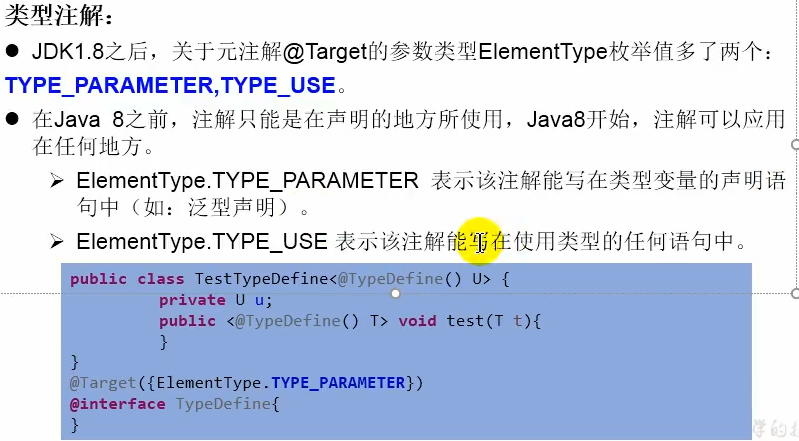 类型注解：
● JDK1.8之后，关于元注解@Target的参数类型ElementType枚举值多了两个：
TYPE_PARAMETER,TYPE_USE。
● 在Java 8之前，注解只能是在声明的地方所使用，Java8开始，注解可以应用
在任何地方。
➢ ElementType.TYPE_PARAMETER 表示该注解能写在类型变量的声明语
句中（如：泛型声明）。
➢ ElementType.TYPE_USE 表示该注解能写在使用类型的任何语句中。
public class TestTypeDefine<@TypeDefine() U> {
private U u;
public <@TypeDefine() T> void test(T t){
}
}
@Target({ElementType.TYPE_PARAMETER})
@interface TypeDefine{
}
学的